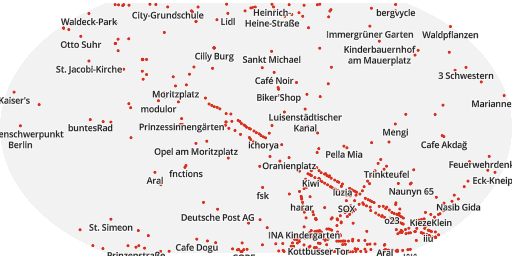 City-Grundschule
Heinrich-
Heine-Straße
bergvycle
Waldeck-Park
Lidl
Immergrüner Garten
Waldpflanzen
Otto Suhr
Cilly Burg
Sankt Michael
Kinderbauernhof
am Mauerplatz
St. Jacobi-Kirche
Café Noir
3 Schwestern
Moritzplatz
Biker'Shop
Kaiser's
modulor
Marianne
Luisenstädtischer
Kanal
buntesRad
Prinzessinnengärten
Mengi
enschwerpunkt
Berlin
Ichorya
Cafe Akdağ
Opel am Moritzplatz
Pella Mia
Oranienplatz
Feuerwehrdenk
fnctions
Trinkteufel
Aral
Kiwi
Eck-Kneip
luzia
Naunyn 65
fsk
harar
SOX
Nasib Gida
Deutsche Post AG
o23
KiezeKlein
St. Simeon
INA Kindergarten
iiu
Cafe Dogu
Kottbusser Tor
Aral
Prinzenstraße